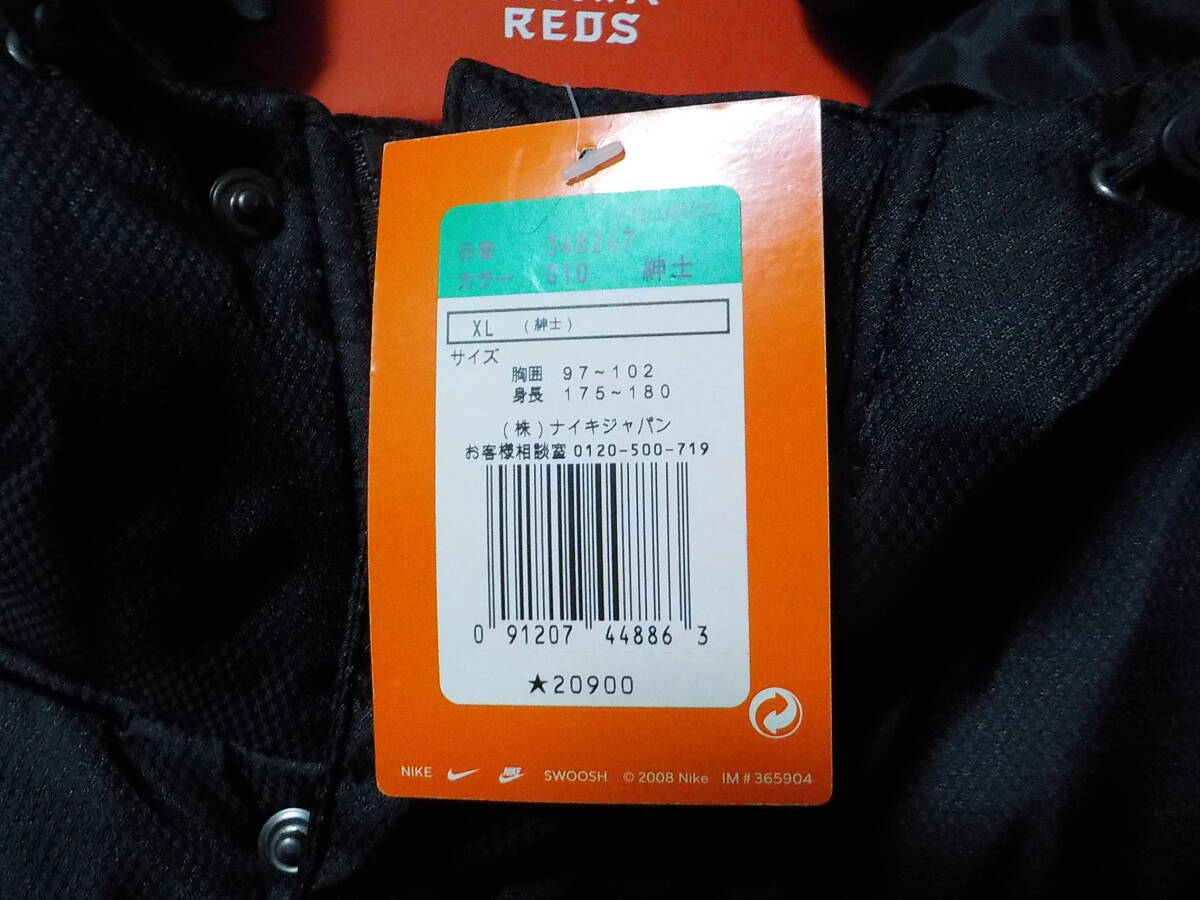 REDS
品番 348247
カラー 010 紳士
XL (紳士)
サイズ
胸囲 97~102
身長 175~180
(株)ナイキジャパン
お客様相談室 0120-500-719
0 91207 44886 3
★20900
NIKE NIKE SWOOSH © 2008 Nike IM # 365904